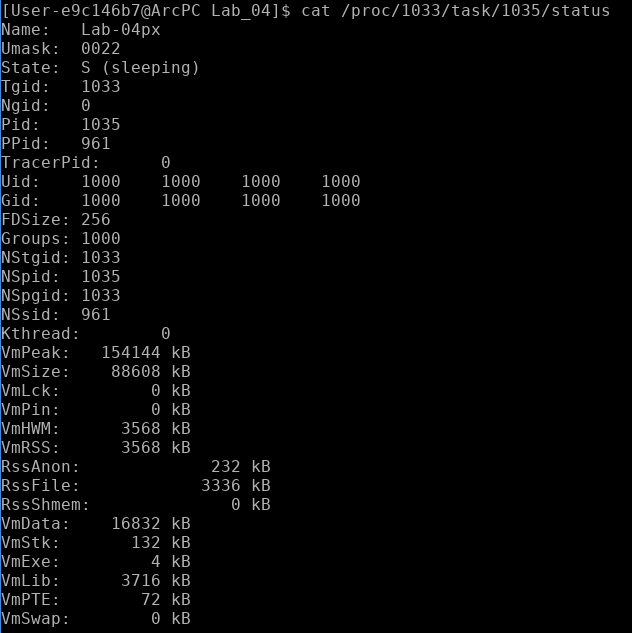 [User-e9c146b7@ArcPC Lab_04]$ cat /proc/1033/task/1035/status
Name:   Lab-04px
Umask:  0022
State:  S (sleeping)
Tgid:   1033
Ngid:   0
Pid:    1035
PPid:   961
TracerPid:      0
Uid:    1000    1000    1000    1000
Gid:    1000    1000    1000    1000
FDSize: 256
Groups: 1000
NStgid: 1033
NSpid:  1035
NSpgid: 1033
NSsid:  961
Kthread:        0
VmPeak:   154144 kB
VmSize:    88608 kB
VmLck:         0 kB
VmPin:         0 kB
VmHWM:      3568 kB
VmRSS:      3568 kB
RssAnon:             232 kB
RssFile:            3336 kB
RssShmem:              0 kB
VmData:    16832 kB
VmStk:       132 kB
VmExe:         4 kB
VmLib:      3716 kB
VmPTE:        72 kB
VmSwap:        0 kB